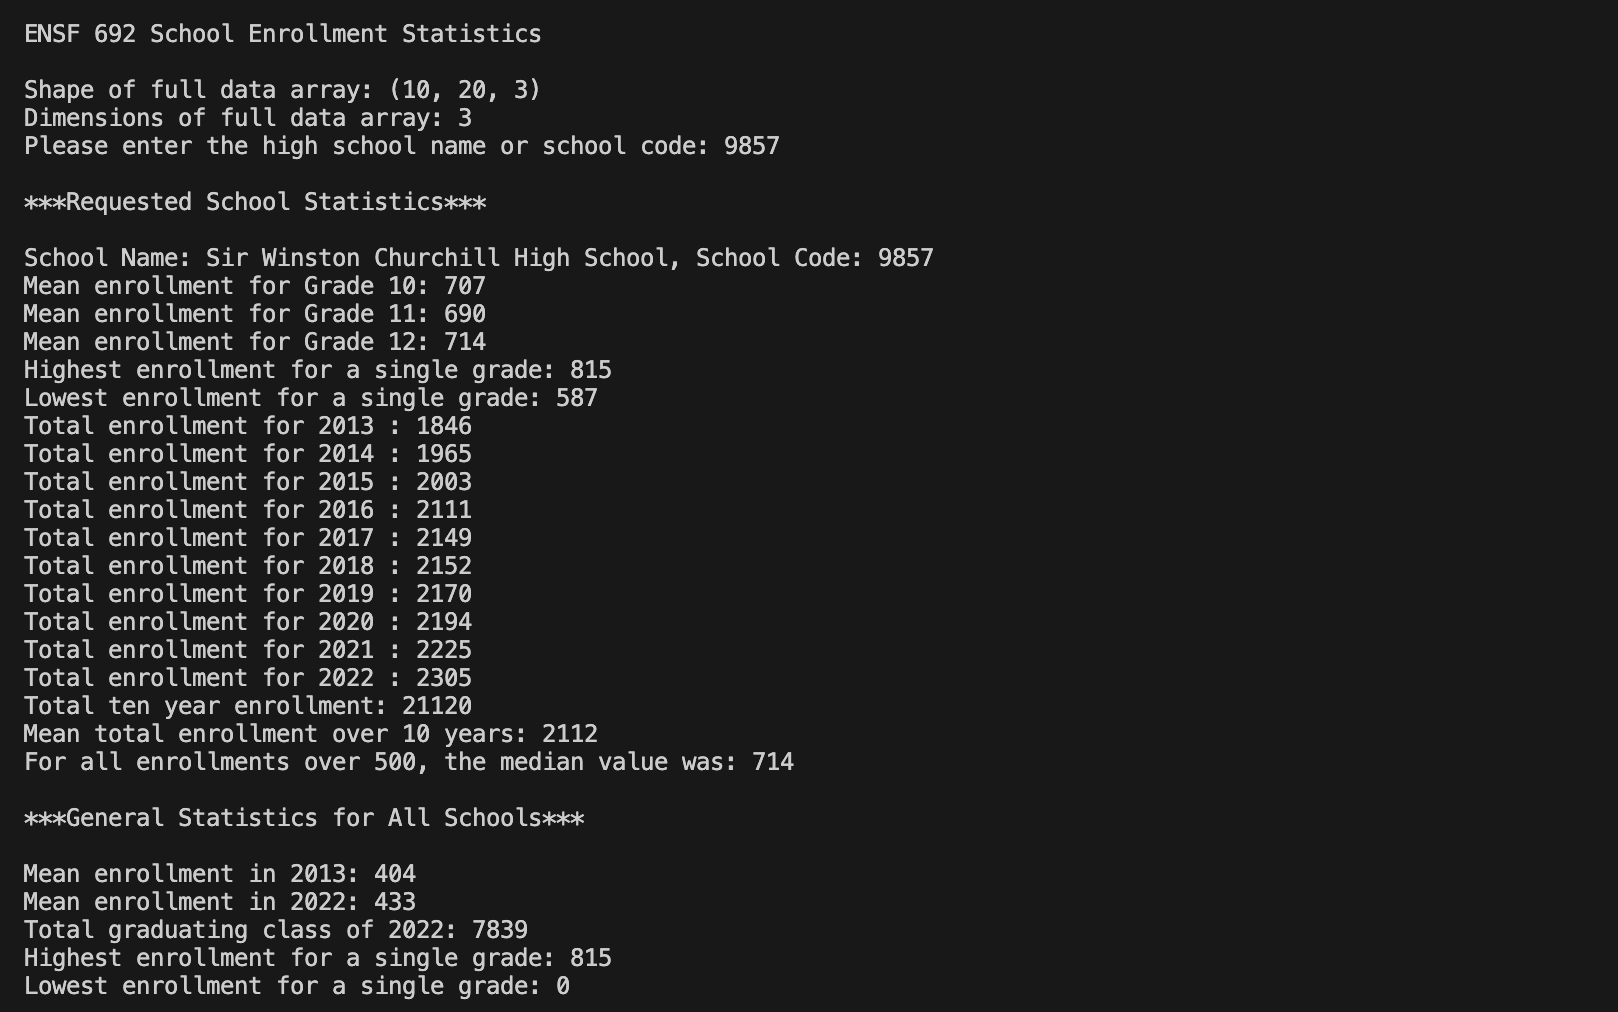 ENSF 692 School Enrollment Statistics
Shape of full data array: (10, 20, 3)
Dimensions of full data array: 3
Please enter the high school name or school code: 9857
***Requested School Statistics***
School Name: Sir Winston Churchill High School, School Code: 9857
Mean enrollment for Grade 10: 707
Mean enrollment for Grade 11: 690
Mean enrollment for Grade 12: 714
Highest enrollment for a single grade: 815
Lowest enrollment for a single grade: 587
Total enrollment for 2013 : 1846
Total enrollment for 2014 : 1965
Total enrollment for 2015 : 2003
Total enrollment for 2016 : 2111
Total enrollment for 2017 : 2149
Total enrollment for 2018 : 2152
Total enrollment for 2019 : 2170
Total enrollment for 2020 : 2194
Total enrollment for 2021 : 2225
Total enrollment for 2022 : 2305
Total ten year enrollment: 21120
Mean total enrollment over 10 years: 2112
For all enrollments over 500, the median value was: 714
***General Statistics for All Schools***
Mean enrollment in 2013: 404
Mean enrollment in 2022: 433
Total graduating class of 2022: 7839
Highest enrollment for a single grade: 815
Lowest enrollment for a single grade: 0